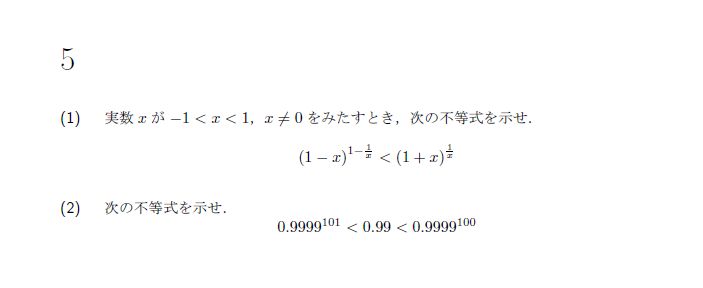 5
(1) 実数 x が −1 < x < 1，x ≠ 0 をみたすとき，次の不等式を示せ．
(1 − x)^{1−\frac{1}{x}} < (1 + x)^{\frac{1}{x}}
(2) 次の不等式を示せ．
0.9999^{101} < 0.99 < 0.9999^{100}